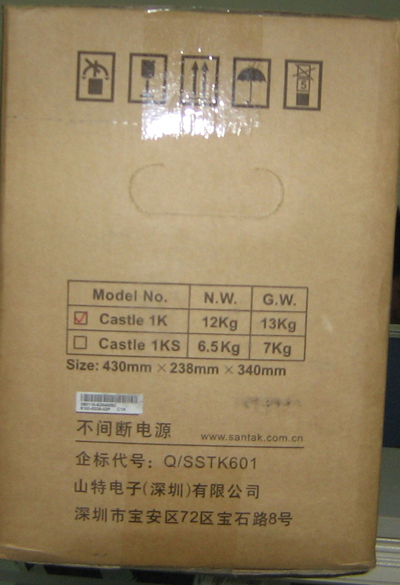 5
Model No. N.W. G.W.
Castle 1K 12Kg 13Kg
Castle 1KS 6.5Kg 7Kg
Size: 430mm × 238mm × 340mm
不间断电源 www.santak.com.cn
企标代号: Q/SSTK601
山特电子(深圳)有限公司
深圳市宝安区72区宝石路8号